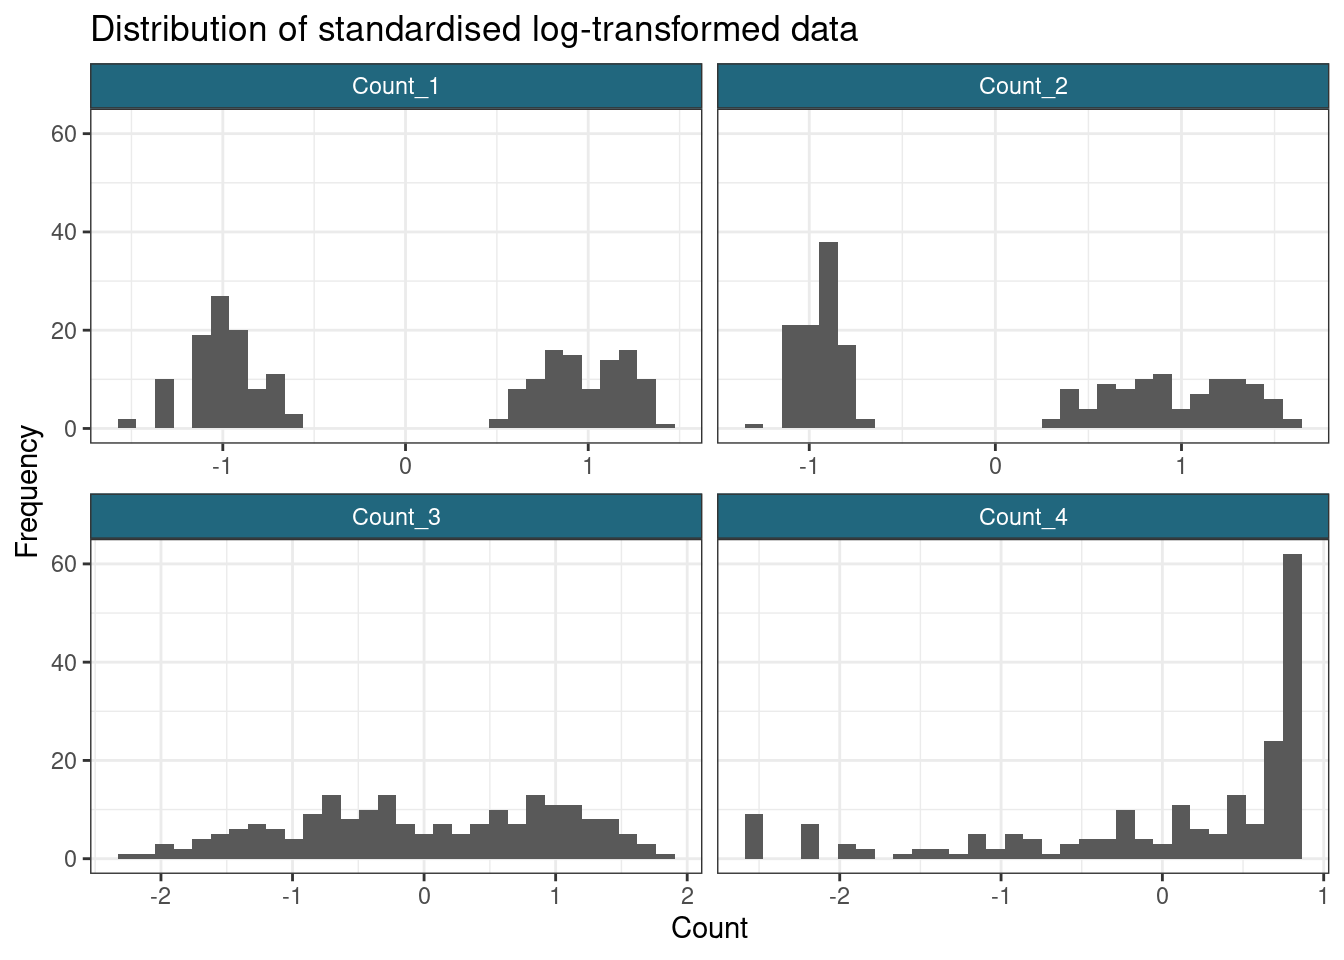 Distribution of standardised log-transformed data
Count_1
Count_2
60
40
20
0
-1 0 1
-1 0 1
Frequency
Count_3
Count_4
60
40
20
0
-2 -1 0 1 2
-2 -1 0 1
Count